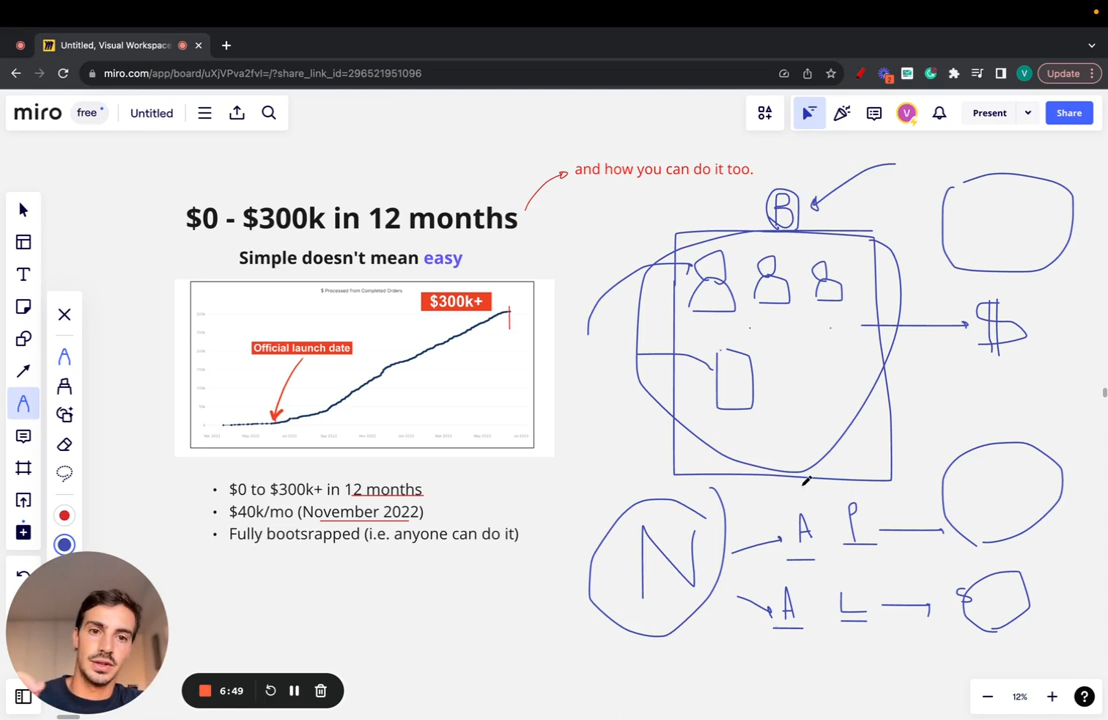 Untitled, Visual Workspace
miro.com/app/board/uXjVPva2fvI=/?share_link_id=296521951096
2
V
Update
miro
free
Untitled
V
Present
Share
and how you can do it too.
$0 - $300k in 12 months
Simple doesn't mean easy
$ Processed from Completed Orders
$300k+
Official launch date
• $0 to $300k+ in 12 months
• $40k/mo (November 2022)
• Fully bootsrapped (i.e. anyone can do it)
B
$
N
A P
A L
6:49
12%